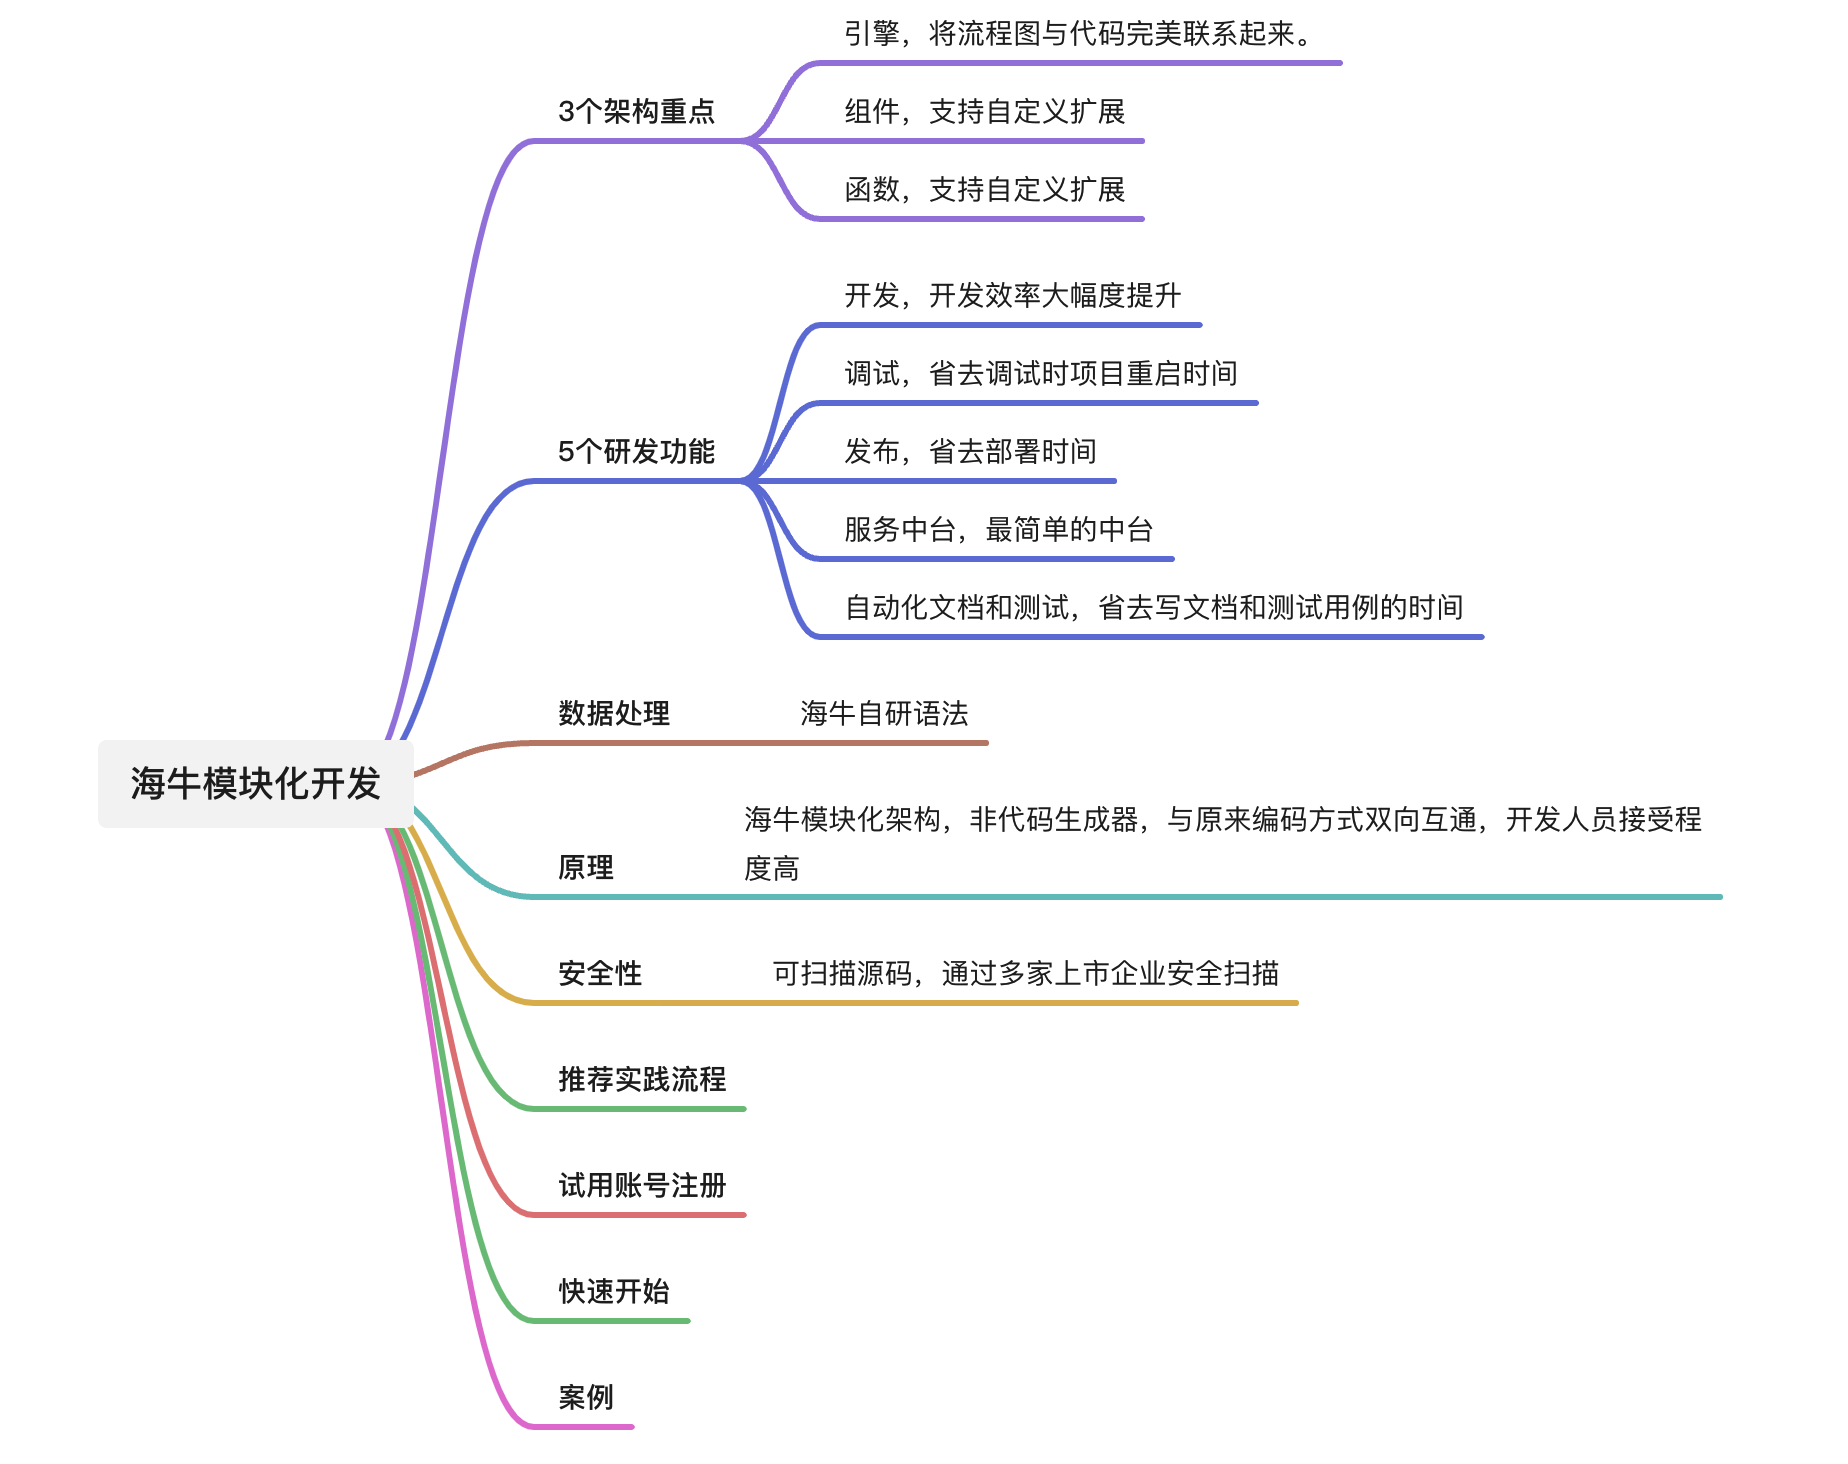 引擎，将流程图与代码完美联系起来。
3个架构重点
组件，支持自定义扩展
函数，支持自定义扩展
开发，开发效率大幅度提升
调试，省去调试时项目重启时间
5个研发功能
发布，省去部署时间
服务中台，最简单的中台
自动化文档和测试，省去写文档和测试用例的时间
数据处理
海牛自研语法
海牛模块化开发
海牛模块化架构，非代码生成器，与原来编码方式双向互通，开发人员接受程
度高
原理
安全性
可扫描源码，通过多家上市企业安全扫描
推荐实践流程
试用账号注册
快速开始
案例